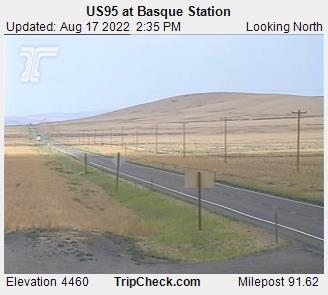 US95 at Basque Station
Updated: Aug 17 2022  2:35 PM
Looking North
Elevation 4460
TripCheck.com
Milepost 91.62